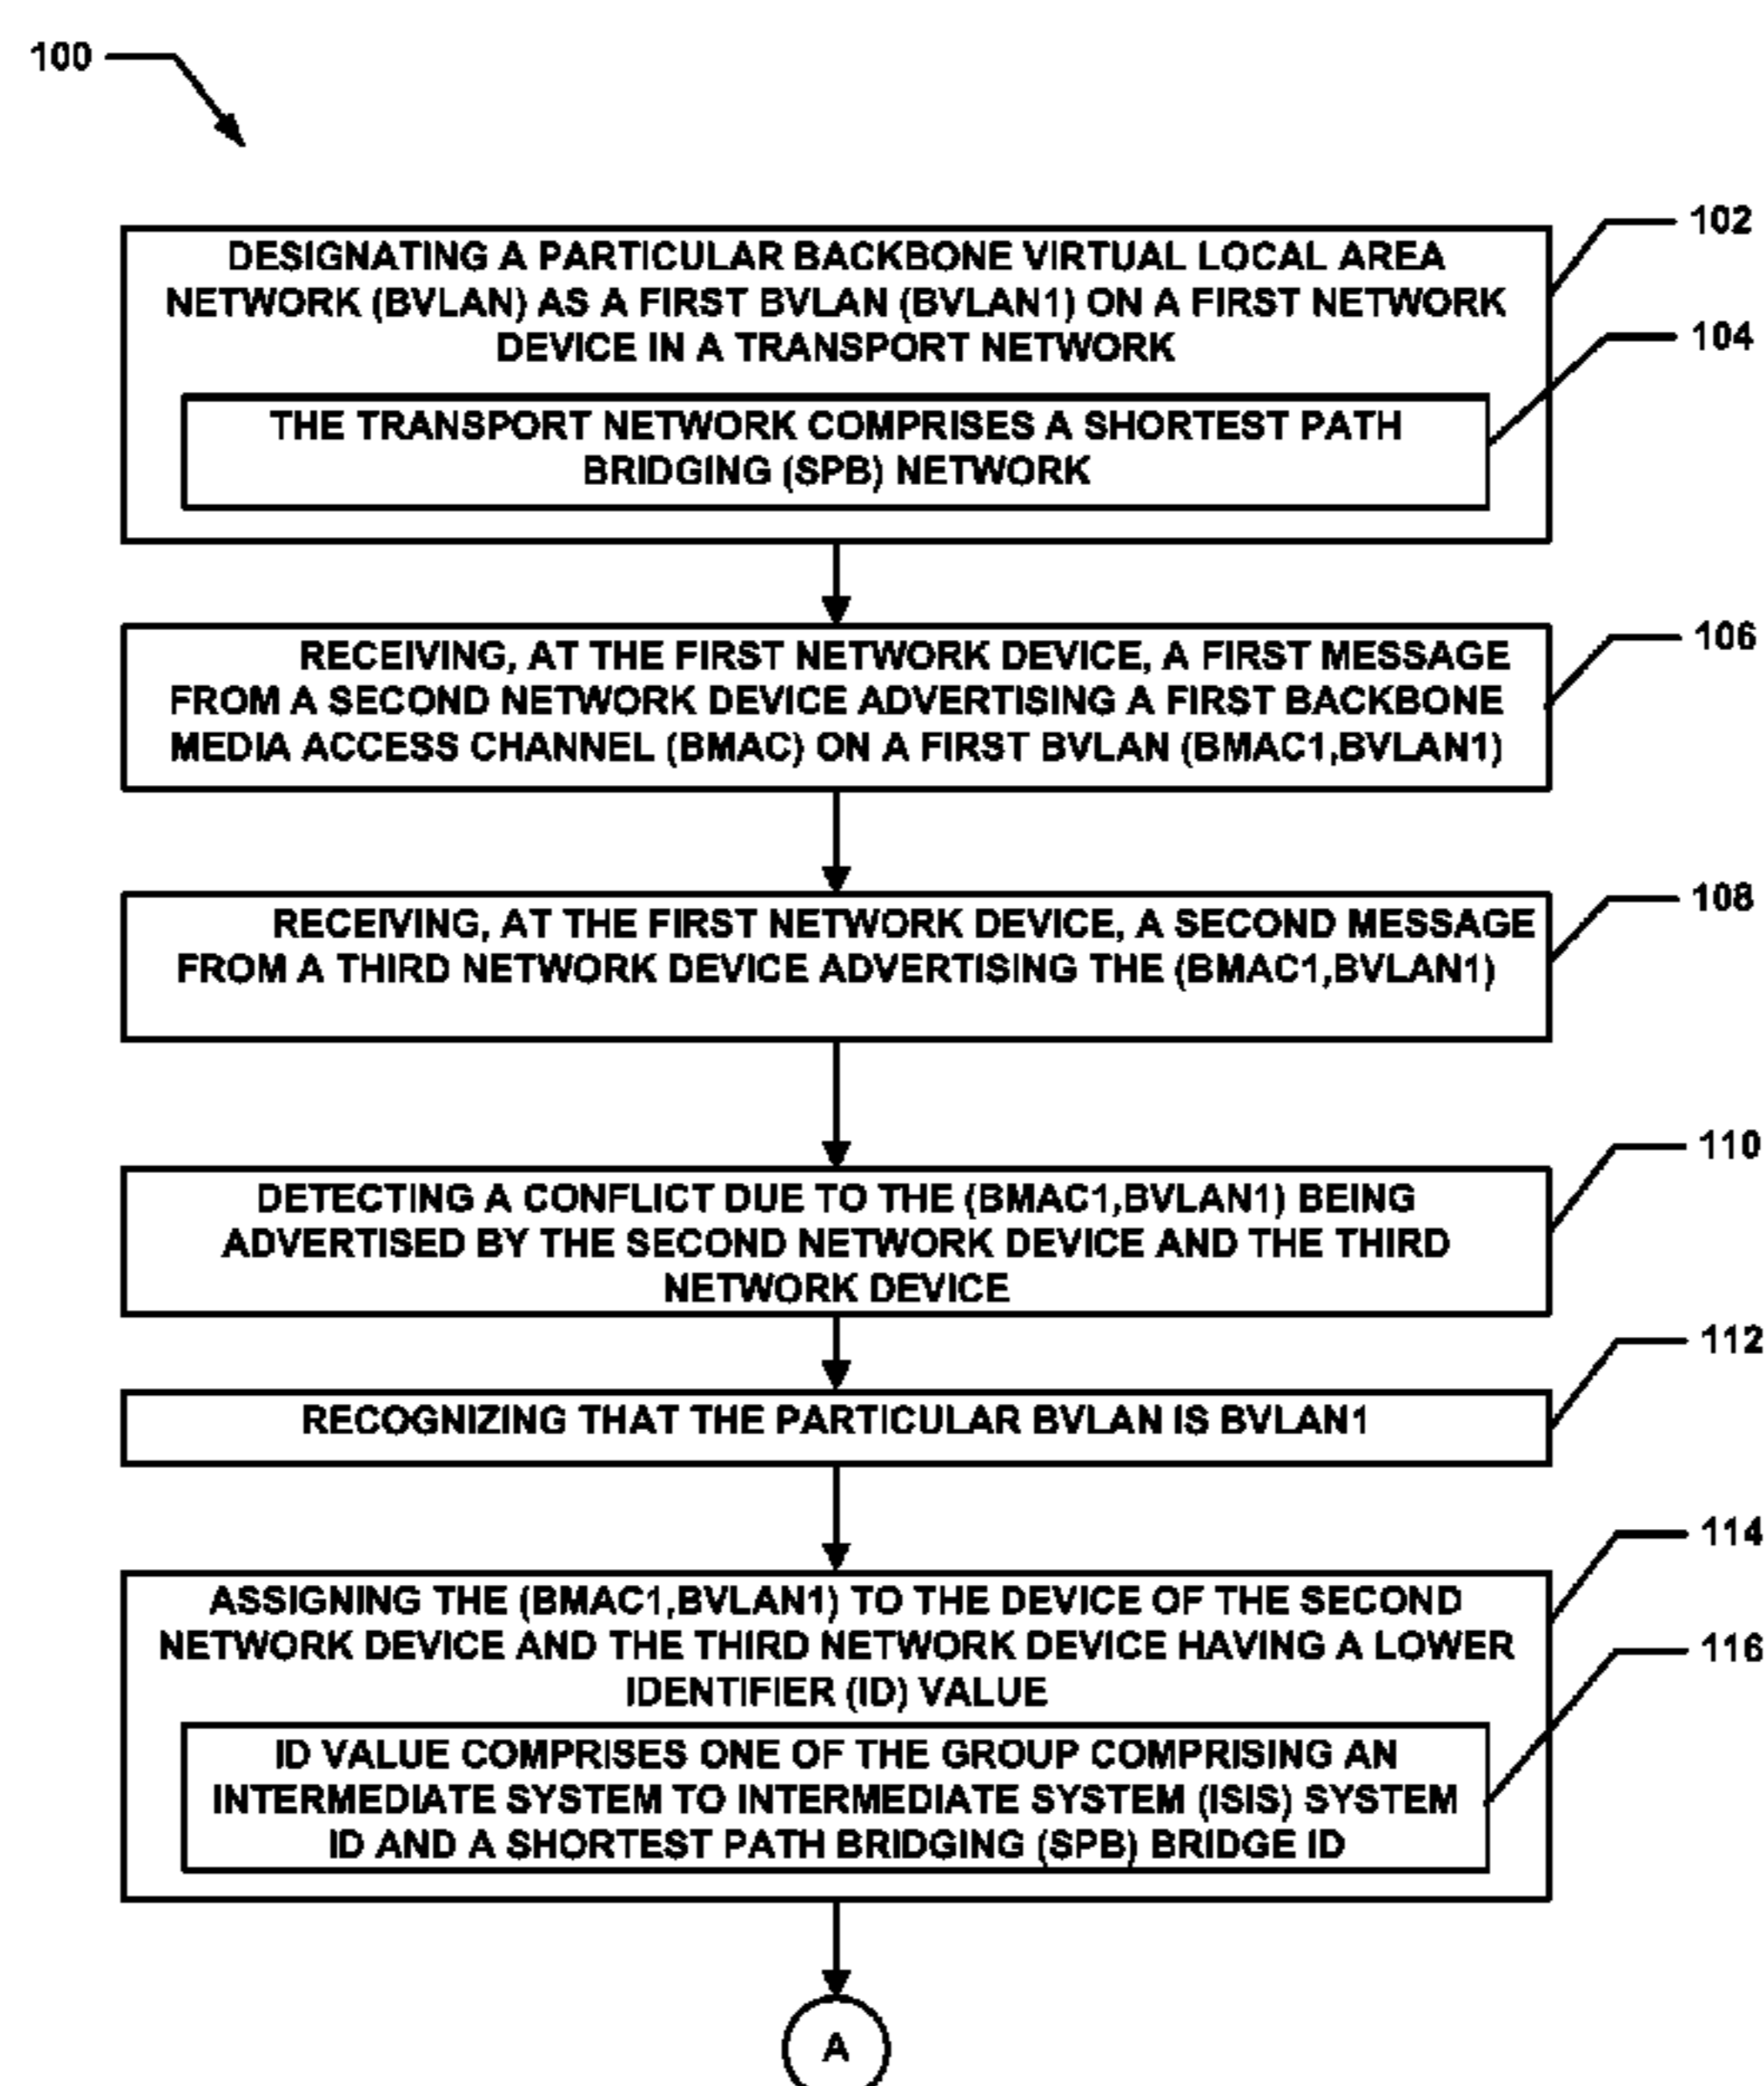 100
102
DESIGNATING A PARTICULAR BACKBONE VIRTUAL LOCAL AREA
NETWORK (BVLAN) AS A FIRST BVLAN (BVLAN1) ON A FIRST NETWORK
DEVICE IN A TRANSPORT NETWORK
104
THE TRANSPORT NETWORK COMPRISES A SHORTEST PATH
BRIDGING (SPB) NETWORK
106
RECEIVING, AT THE FIRST NETWORK DEVICE, A FIRST MESSAGE
FROM A SECOND NETWORK DEVICE ADVERTISING A FIRST BACKBONE
MEDIA ACCESS CHANNEL (BMAC) ON A FIRST BVLAN (BMAC1,BVLAN1)
108
RECEIVING, AT THE FIRST NETWORK DEVICE, A SECOND MESSAGE
FROM A THIRD NETWORK DEVICE ADVERTISING THE (BMAC1,BVLAN1)
110
DETECTING A CONFLICT DUE TO THE (BMAC1,BVLAN1) BEING
ADVERTISED BY THE SECOND NETWORK DEVICE AND THE THIRD
NETWORK DEVICE
112
RECOGNIZING THAT THE PARTICULAR BVLAN IS BVLAN1
114
ASSIGNING THE (BMAC1,BVLAN1) TO THE DEVICE OF THE SECOND
NETWORK DEVICE AND THE THIRD NETWORK DEVICE HAVING A LOWER
IDENTIFIER (ID) VALUE
116
ID VALUE COMPRISES ONE OF THE GROUP COMPRISING AN
INTERMEDIATE SYSTEM TO INTERMEDIATE SYSTEM (ISIS) SYSTEM
ID AND A SHORTEST PATH BRIDGING (SPB) BRIDGE ID
A